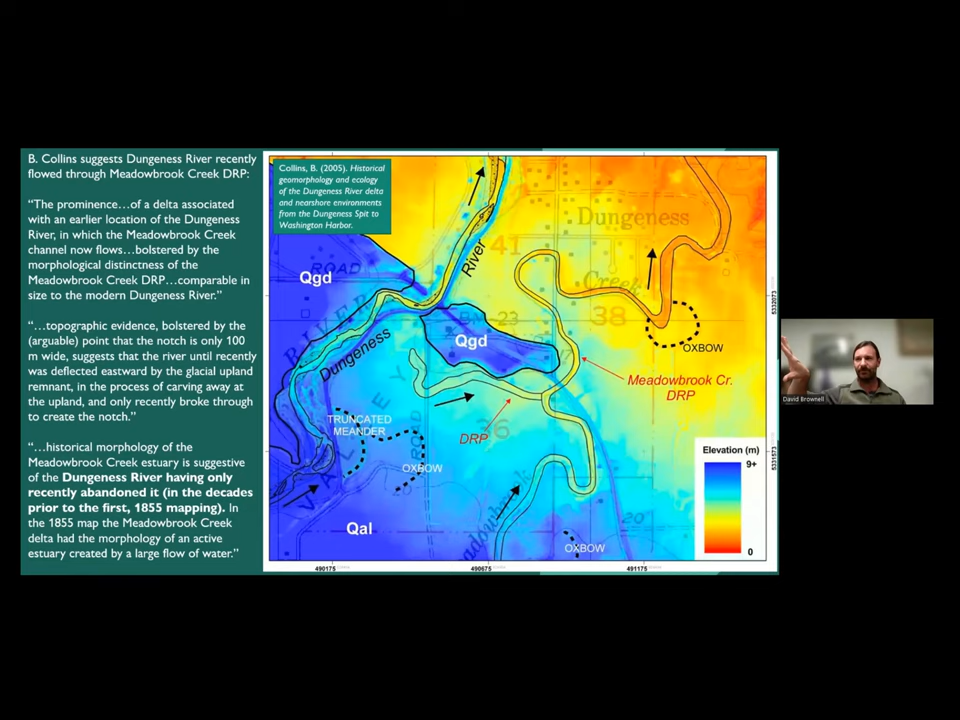 B. Collins suggests Dungeness River recently
flowed through Meadowbrook Creek DRP:
“The prominence…of a delta associated
with an earlier location of the Dungeness
River, in which the Meadowbrook Creek
channel now flows…bolstered by the
morphological distinctness of the
Meadowbrook Creek DRP…comparable in
size to the modern Dungeness River.”
“…topographic evidence, bolstered by the
(arguable) point that the notch is only 100
m wide, suggests that the river until recently
was deflected eastward by the glacial upland
remnant, in the process of carving away at
the upland, and only recently broke through
to create the notch.”
“…historical morphology of the
Meadowbrook Creek estuary is suggestive
of the Dungeness River having only
recently abandoned it (in the decades
prior to the first, 1855 mapping). In
the 1855 map the Meadowbrook Creek
delta had the morphology of an active
estuary created by a large flow of water.”
Collins, B. (2005). Historical
geomorphology and ecology
of the Dungeness River delta
and nearshore environments
from the Dungeness Spit to
Washington Harbor.
Dungeness
41
River
Qgd
ROAD
Creek
38
23
Qgd
OXBOW
Dungeness
Meadowbrook Cr.
DRP
TRUNCATED
MEANDER
DRP
36
ROAD
OXBOW
Elevation (m)
9+
0
Qal
20
OXBOW
490175
490675
491175
5332073
5331573
David Brownell